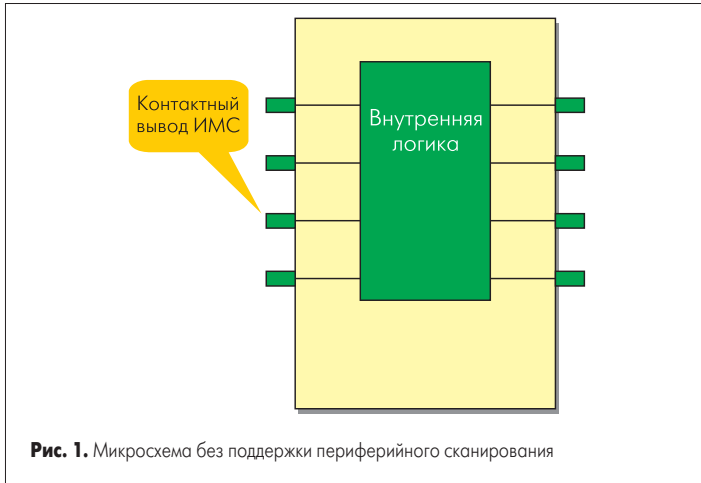 Контактный
вывод ИМС
Внутренняя
логика
Рис. 1. Микросхема без поддержки периферийного сканирования